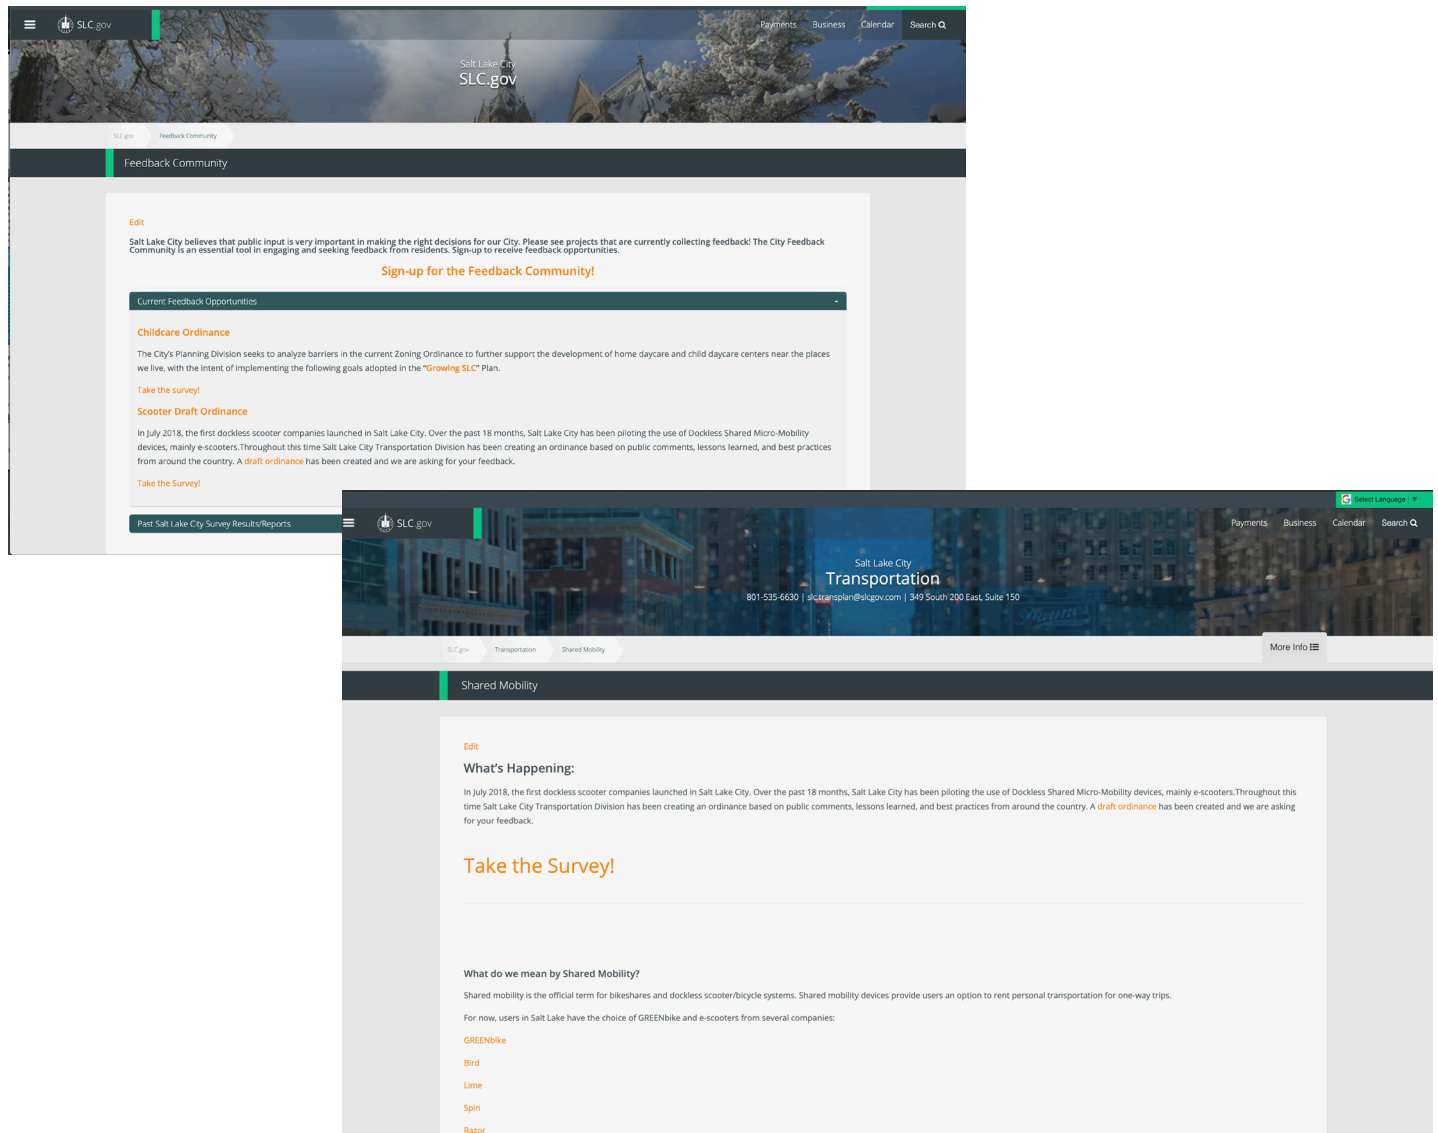 SLC.gov
Payments Business Calendar Search
Salt Lake City
SLC.gov
SLC.gov Feedback Community
Feedback Community
Edit
Salt Lake City believes that public input is very important in making the right decisions for our City. Please see projects that are currently collecting feedback! The City Feedback
Community is an essential tool in engaging and seeking feedback from residents. Sign-up to receive feedback opportunities.
Sign-up for the Feedback Community!
Current Feedback Opportunities -
Childcare Ordinance
The City's Planning Division seeks to analyze barriers in the current Zoning Ordinance to further support the development of home daycare and child daycare centers near the places
we live, with the intent of implementing the following goals adopted in the "Growing SLC" Plan.
Take the survey!
Scooter Draft Ordinance
In July 2018, the first dockless scooter companies launched in Salt Lake City. Over the past 18 months, Salt Lake City has been piloting the use of Dockless Shared Micro-Mobility
devices, mainly e-scooters.Throughout this time Salt Lake City Transportation Division has been creating an ordinance based on public comments, lessons learned, and best practices
from around the country. A draft ordinance has been created and we are asking for your feedback.
Take the Survey!
Past Salt Lake City Survey Results/Reports
Select Language
SLC.gov
Payments Business Calendar Search
Salt Lake City
Transportation
801-535-6630 | slc.transplan@slcgov.com | 349 South 200 East, Suite 150
SLC.gov Transportation Shared Mobility
More Info
Shared Mobility
Edit
What's Happening:
In July 2018, the first dockless scooter companies launched in Salt Lake City. Over the past 18 months, Salt Lake City has been piloting the use of Dockless Shared Micro-Mobility devices, mainly e-scooters.Throughout this
time Salt Lake City Transportation Division has been creating an ordinance based on public comments, lessons learned, and best practices from around the country. A draft ordinance has been created and we are asking
for your feedback.
Take the Survey!
What do we mean by Shared Mobility?
Shared mobility is the official term for bikeshares and dockless scooter/bicycle systems. Shared mobility devices provide users an option to rent personal transportation for one-way trips.
For now, users in Salt Lake have the choice of GREENbike and e-scooters from several companies:
GREENbike
Bird
Lime
Spin
Razor